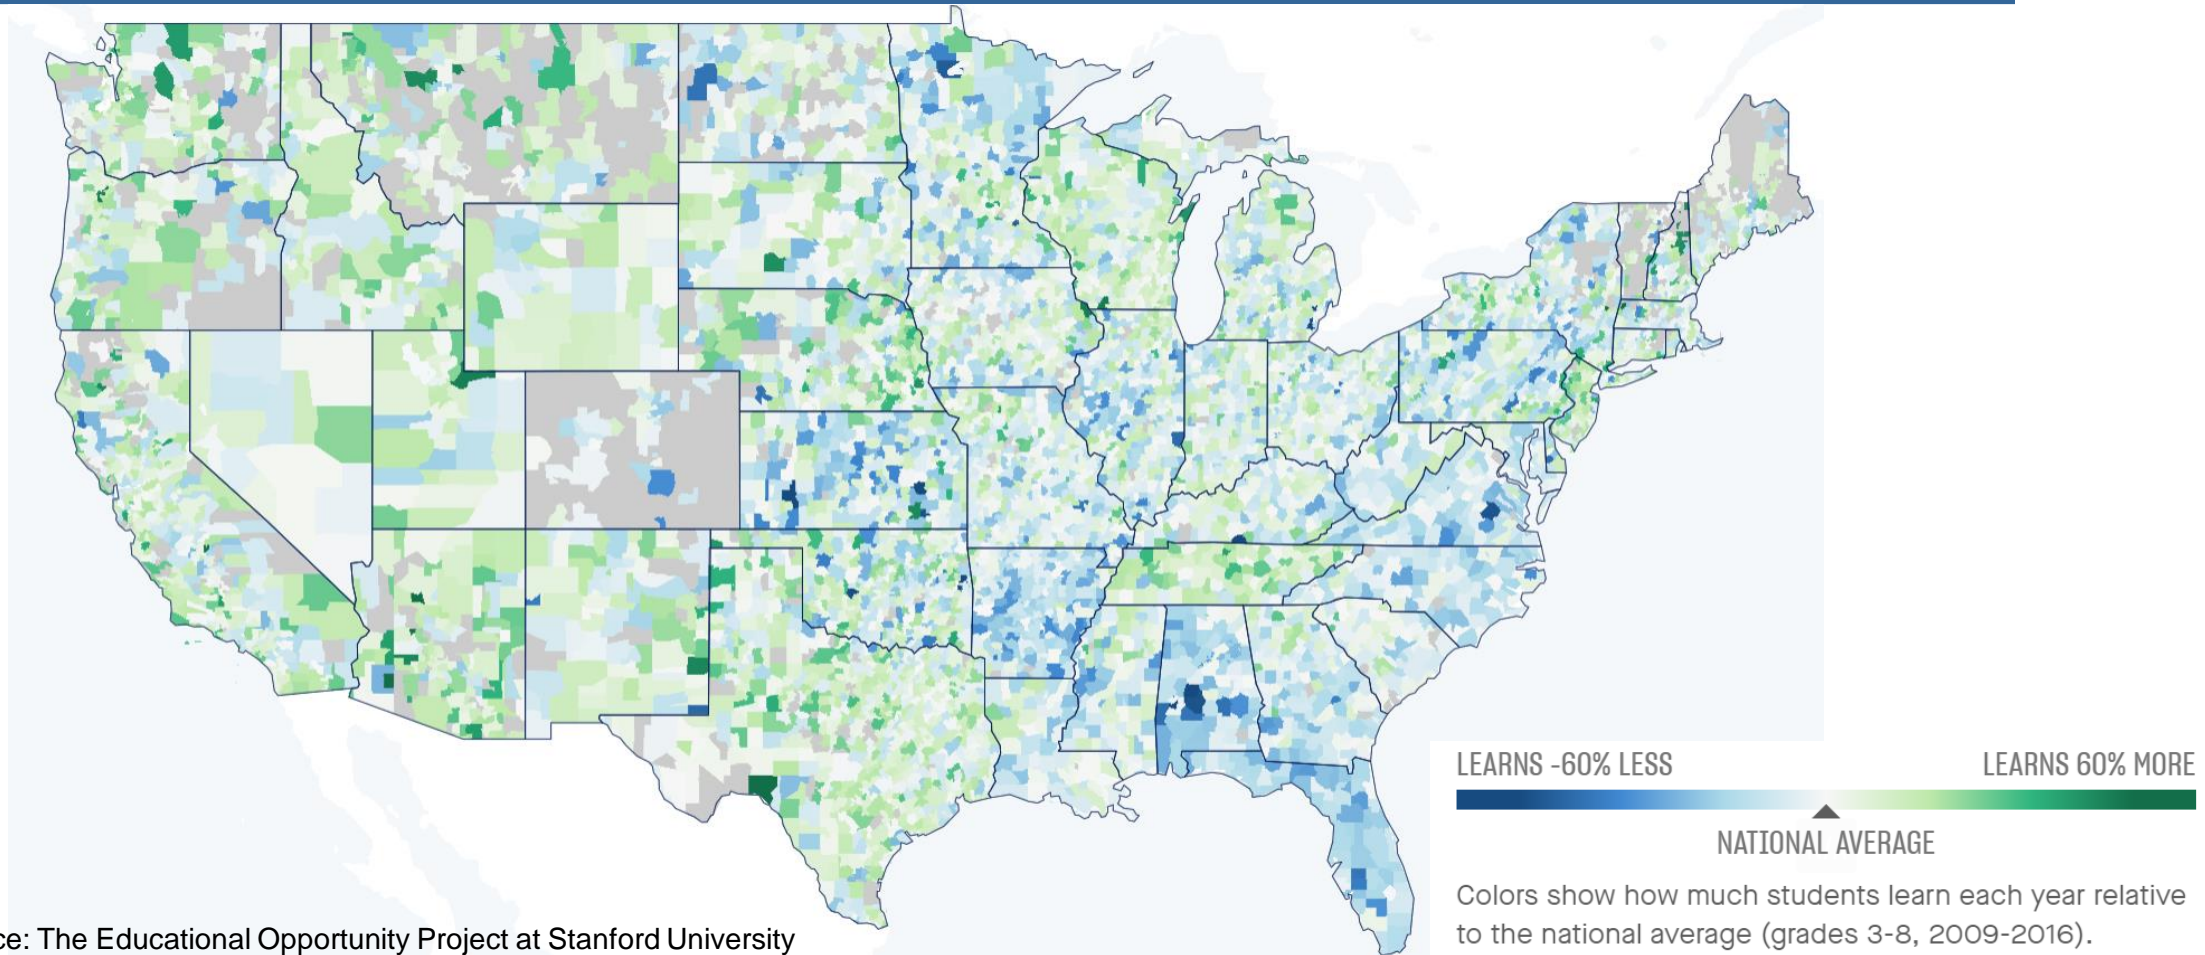 LEARNS -60% LESS
LEARNS 60% MORE
NATIONAL AVERAGE
Colors show how much students learn each year relative
to the national average (grades 3-8, 2009-2016).
ce: The Educational Opportunity Project at Stanford University